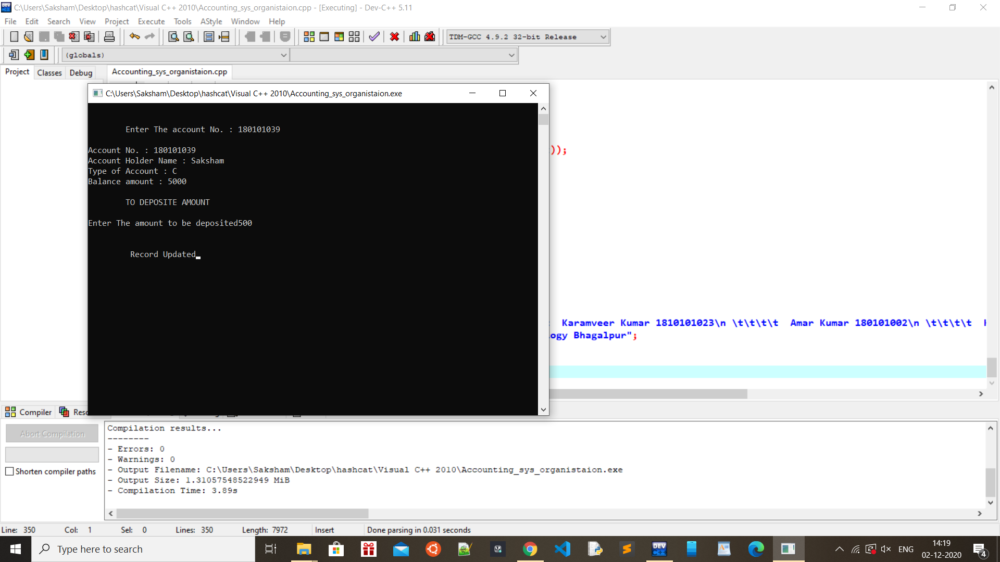 C:\Users\Saksham\Desktop\hashcat\Visual C++ 2010\Accounting_sys_organistaion.cpp - [Executing] - Dev-C++ 5.11
File Edit Search View Project Execute Tools AStyle Window Help
TDM-GCC 4.9.2 32-bit Release
(globals)
Project Classes Debug Accounting_sys_organistaion.cpp
C:\Users\Saksham\Desktop\hashcat\Visual C++ 2010\Accounting_sys_organistaion.exe
Enter The account No. : 180101039
Account No. : 180101039
));
Account Holder Name : Saksham
Type of Account : C
Balance amount : 5000
TO DEPOSITE AMOUNT
Enter The amount to be deposited500
Record Updated
Karamveer Kumar 1810101023\n \t\t\t\t Amar Kumar 180101002\n \t\t\t\t
ogy Bhagalpur";
Compiler
Abort Compilation
Shorten compiler paths
Compilation results...
--------
- Errors: 0
- Warnings: 0
- Output Filename: C:\Users\Saksham\Desktop\hashcat\Visual C++ 2010\Accounting_sys_organistaion.exe
- Output Size: 1.31057548522949 MiB
- Compilation Time: 3.89s
Line: 350 Col: 1 Sel: 0 Lines: 350 Length: 7972 Insert Done parsing in 0.031 seconds
Type here to search
DEV
ENG
14:19
02-12-2020
4